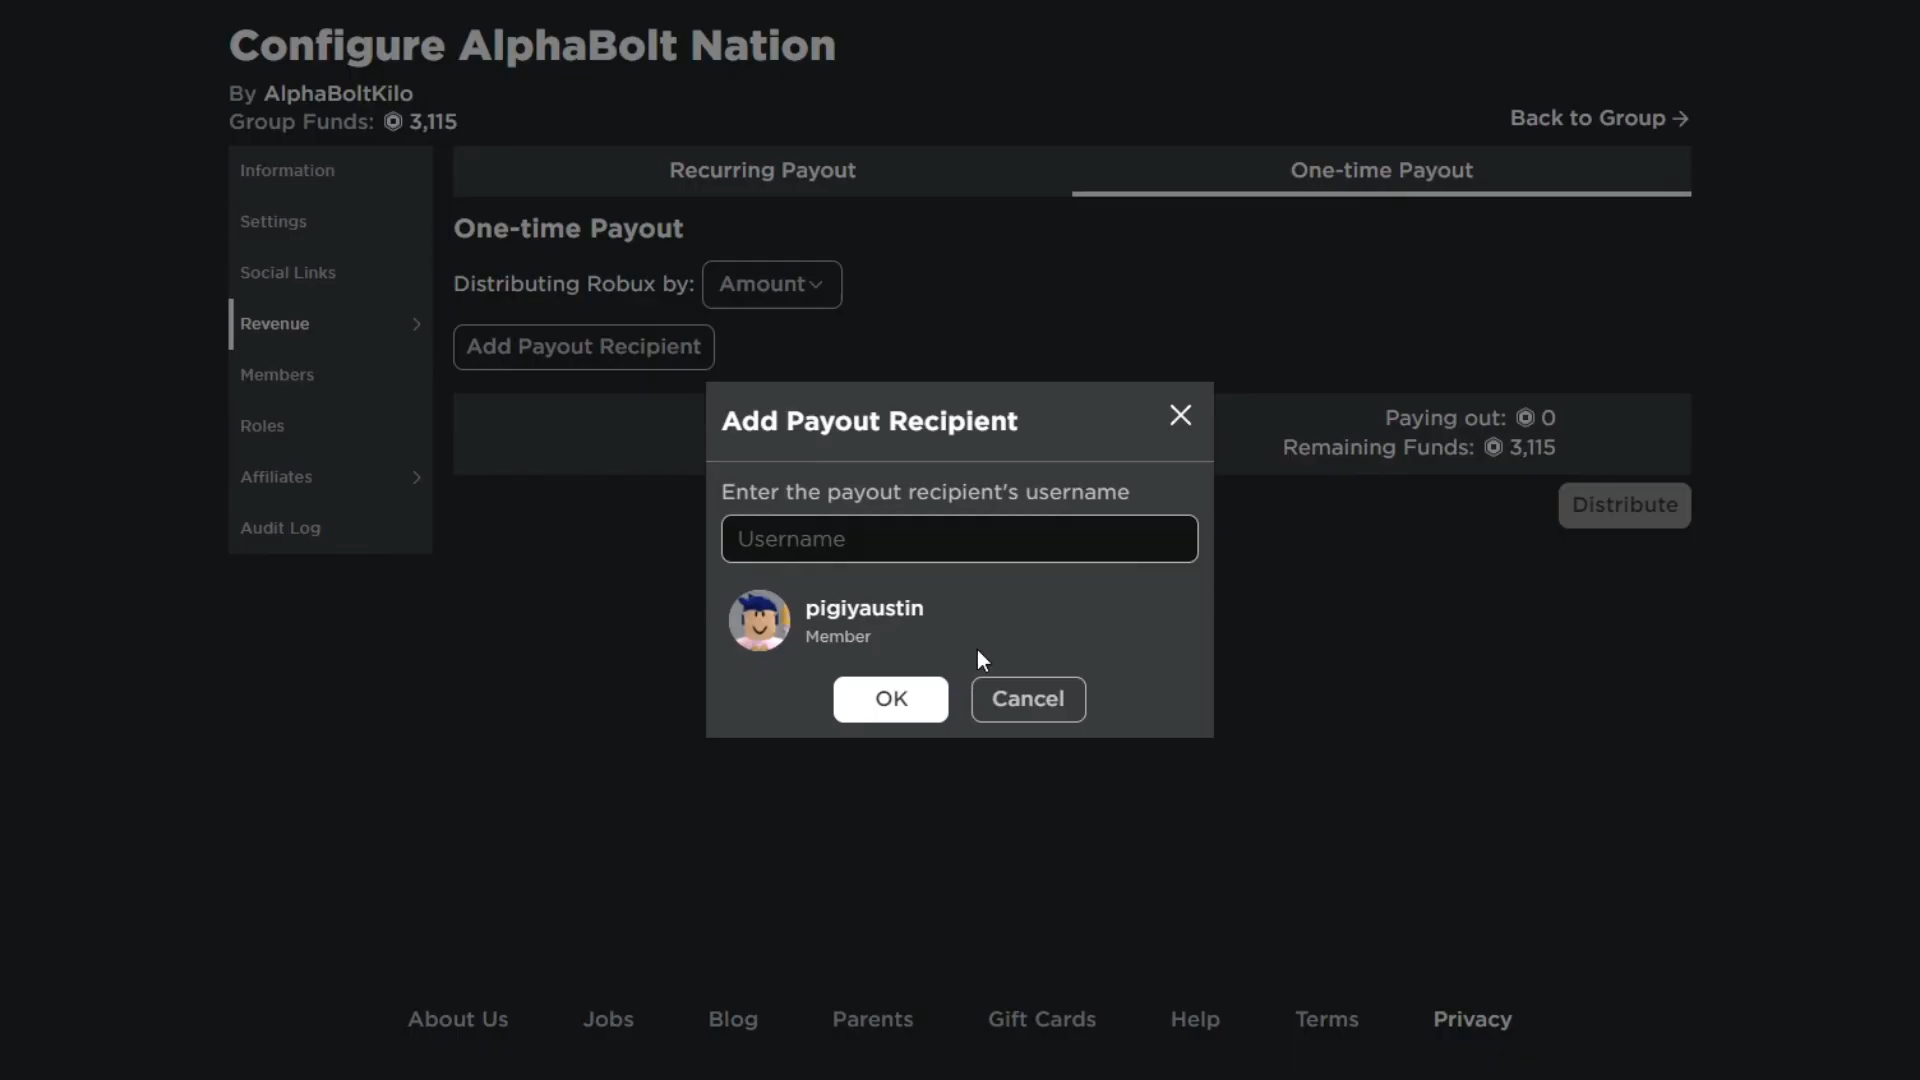 Configure AlphaBolt Nation
By AlphaBoltKilo
Group Funds: 3,115
Back to Group
Information
Settings
Social Links
Revenue
Members
Roles
Affiliates
Audit Log
Recurring Payout
One-time Payout
One-time Payout
Distributing Robux by: Amount
Add Payout Recipient
Paying out: 0
Remaining Funds: 3,115
Distribute
Add Payout Recipient
Enter the payout recipient's username
Username
pigiyaustin
Member
OK
Cancel
About Us
Jobs
Blog
Parents
Gift Cards
Help
Terms
Privacy